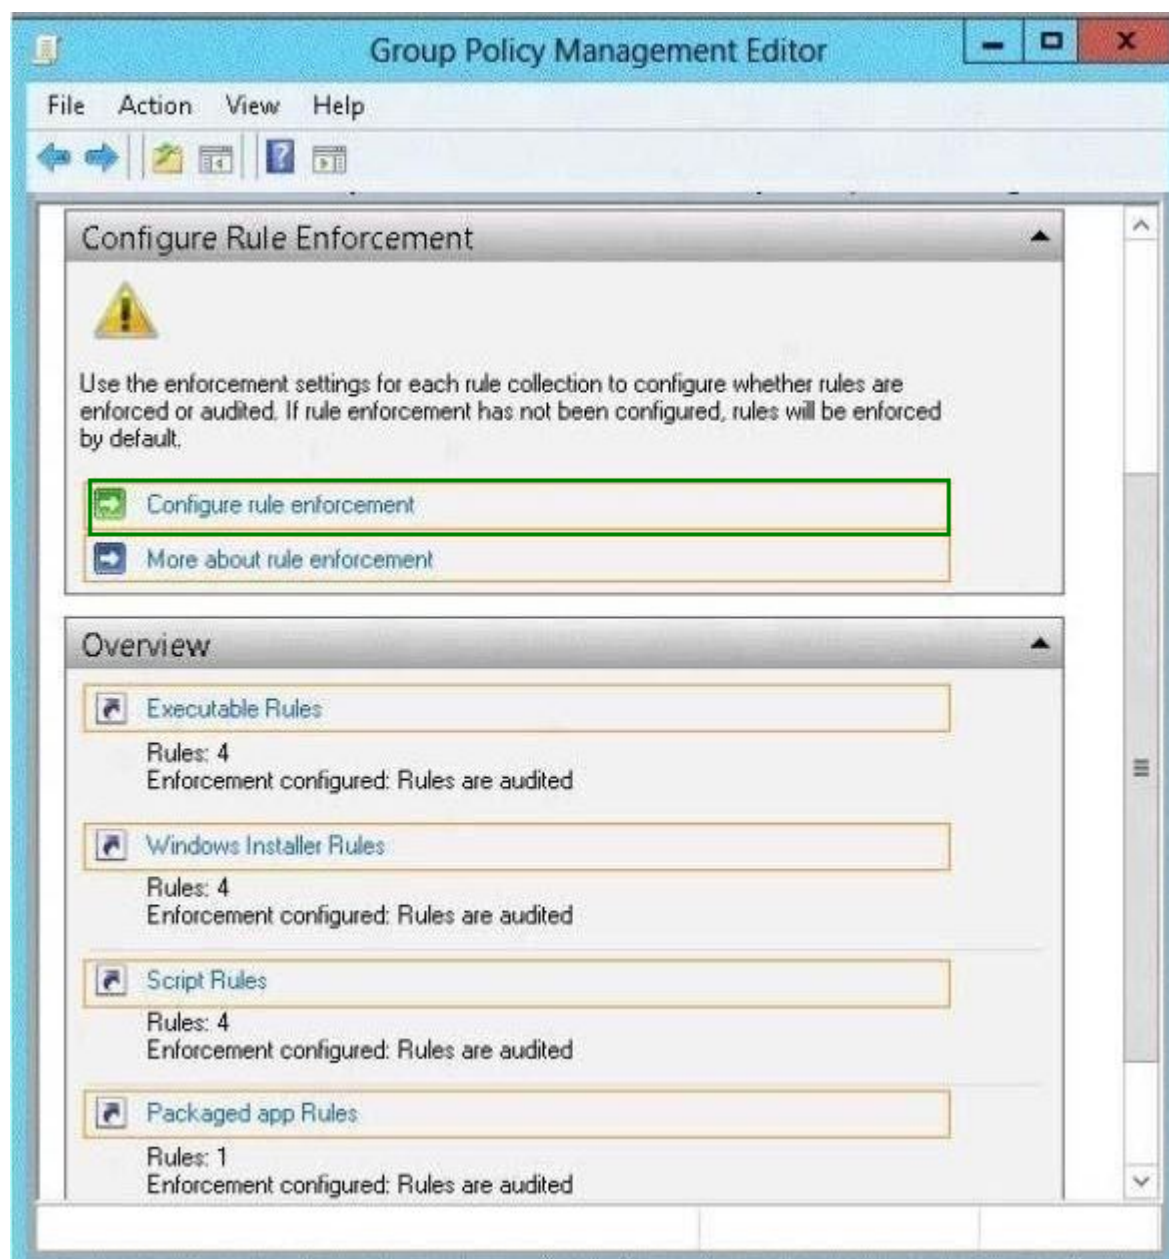 Group Policy Management Editor
File Action View Help
Configure Rule Enforcement
Use the enforcement settings for each rule collection to configure whether rules are
enforced or audited. If rule enforcement has not been configured, rules will be enforced
by default.
Configure rule enforcement
More about rule enforcement
Overview
Executable Rules
Rules: 4
Enforcement configured: Rules are audited
Windows Installer Rules
Rules: 4
Enforcement configured: Rules are audited
Script Rules
Rules: 4
Enforcement configured: Rules are audited
Packaged app Rules
Rules: 1
Enforcement configured: Rules are audited